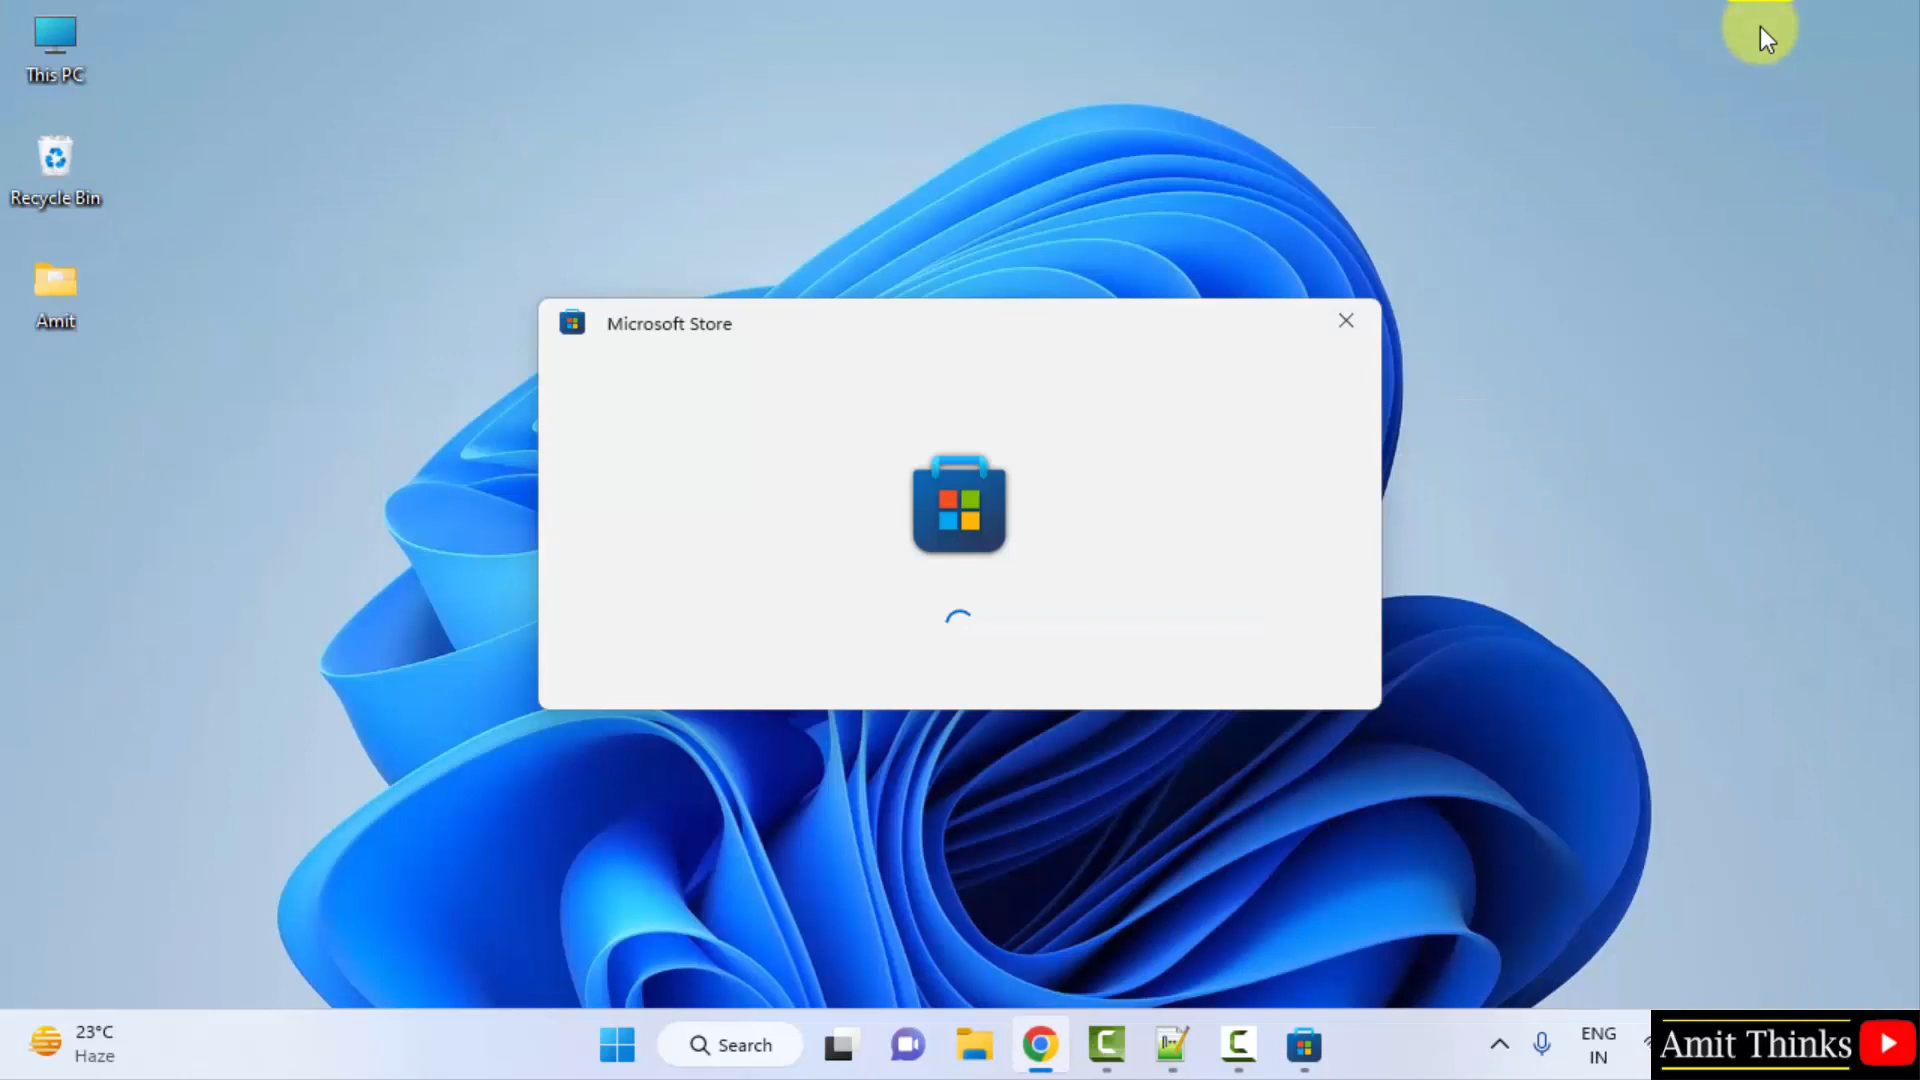 This PC
Recycle Bin
Amit
Microsoft Store
23°C
Haze
Search
ENG
IN
Amit Thinks